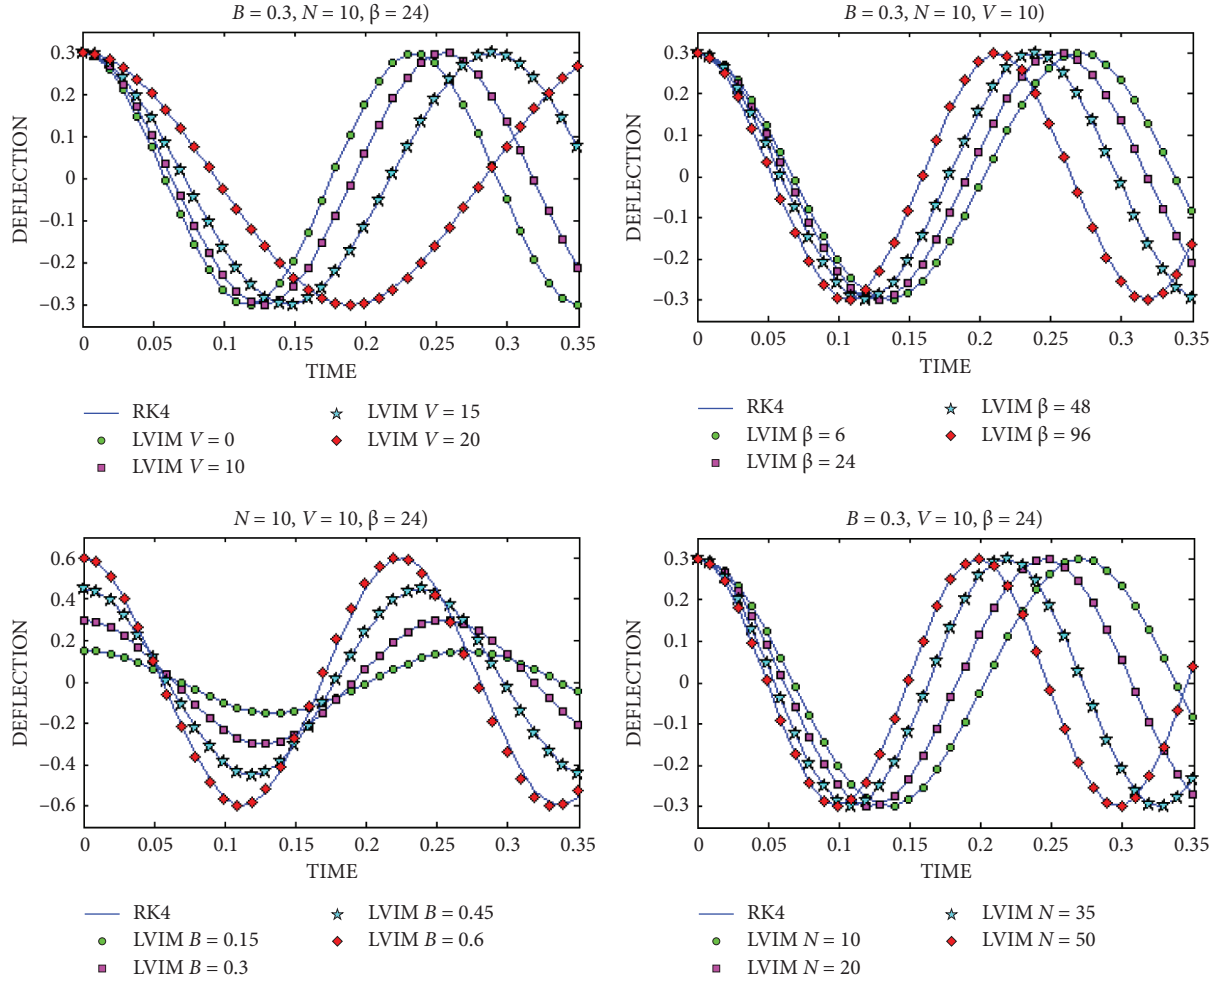 B = 0.3, N = 10, β = 24)
0.3
0.2
0.1
0
−0.1
−0.2
−0.3
DEFLECTION
0 0.05 0.1 0.15 0.2 0.25 0.3 0.35
TIME
RK4
LVIM V = 0
LVIM V = 10
LVIM V = 15
LVIM V = 20
B = 0.3, N = 10, V = 10)
0.3
0.2
0.1
0
−0.1
−0.2
−0.3
DEFLECTION
0 0.05 0.1 0.15 0.2 0.25 0.3 0.35
TIME
RK4
LVIM β = 6
LVIM β = 24
LVIM β = 48
LVIM β = 96
N = 10, V = 10, β = 24)
0.6
0.4
0.2
0
−0.2
−0.4
−0.6
DEFLECTION
0 0.05 0.1 0.15 0.2 0.25 0.3 0.35
TIME
RK4
LVIM B = 0.15
LVIM B = 0.3
LVIM B = 0.45
LVIM B = 0.6
B = 0.3, V = 10, β = 24)
0.3
0.2
0.1
0
−0.1
−0.2
−0.3
DEFLECTION
0 0.05 0.1 0.15 0.2 0.25 0.3 0.35
TIME
RK4
LVIM N = 10
LVIM N = 20
LVIM N = 35
LVIM N = 50